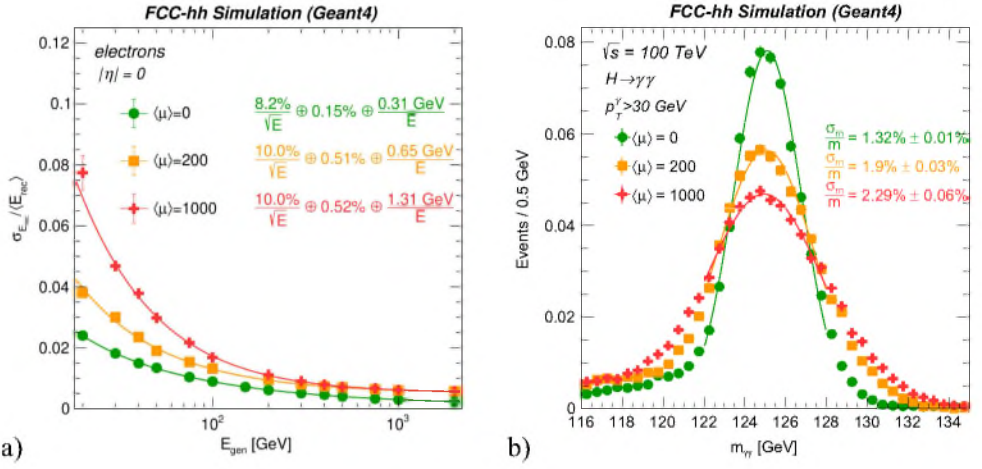 FCC-hh Simulation (Geant4)
0.12
0.1
0.08
0.06
0.04
0.02
0
σ_E_rec / ⟨E_rec⟩
electrons
|η| = 0
⟨μ⟩=0 8.2%/√E ⊕ 0.15% ⊕ 0.31 GeV/E
⟨μ⟩=200 10.0%/√E ⊕ 0.51% ⊕ 0.65 GeV/E
⟨μ⟩=1000 10.0%/√E ⊕ 0.52% ⊕ 1.31 GeV/E
10² 10³
E_gen [GeV]
a)
FCC-hh Simulation (Geant4)
0.08
0.06
0.04
0.02
0
Events / 0.5 GeV
√s = 100 TeV
H→γγ
p_T^γ>30 GeV
⟨μ⟩ = 0 σ_m/m = 1.32% ± 0.01%
⟨μ⟩ = 200 σ_m/m = 1.9% ± 0.03%
⟨μ⟩ = 1000 σ_m/m = 2.29% ± 0.06%
116 118 120 122 124 126 128 130 132 134
m_γγ [GeV]
b)